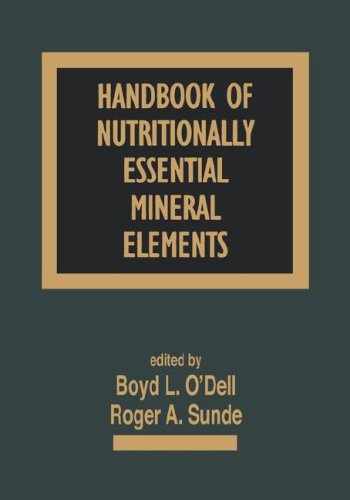 HANDBOOK OF
NUTRITIONALLY
ESSENTIAL
MINERAL
ELEMENTS
edited by
Boyd L. O'Dell
Roger A. Sunde